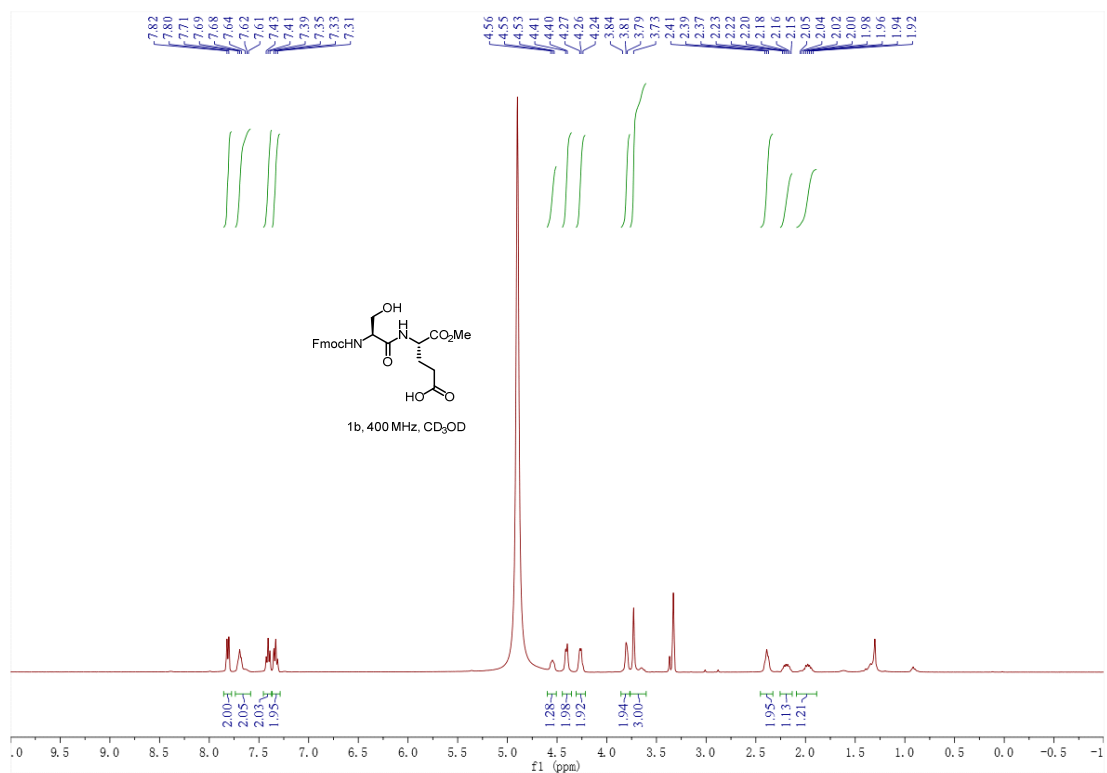 7.82 7.80 7.71 7.69 7.68 7.64 7.62 7.61 7.43 7.41 7.39 7.35 7.33 7.31 4.56 4.55 4.53 4.41 4.40 4.27 4.26 4.24 3.84 3.81 3.79 3.73 2.41 2.39 2.37 2.23 2.22 2.20 2.18 2.16 2.15 2.05 2.04 2.02 2.00 1.98 1.96 1.94 1.92
OH
H
N
CO₂Me
FmocHN
O
HO
O
1b, 400 MHz, CD₃OD
2.00 2.05 2.03 1.95 1.28 1.98 1.92 1.94 3.00 1.95 1.13 1.21
.0 9.5 9.0 8.5 8.0 7.5 7.0 6.5 6.0 5.5 5.0 4.5 4.0 3.5 3.0 2.5 2.0 1.5 1.0 0.5 0.0 -0.5 -1
f1 (ppm)